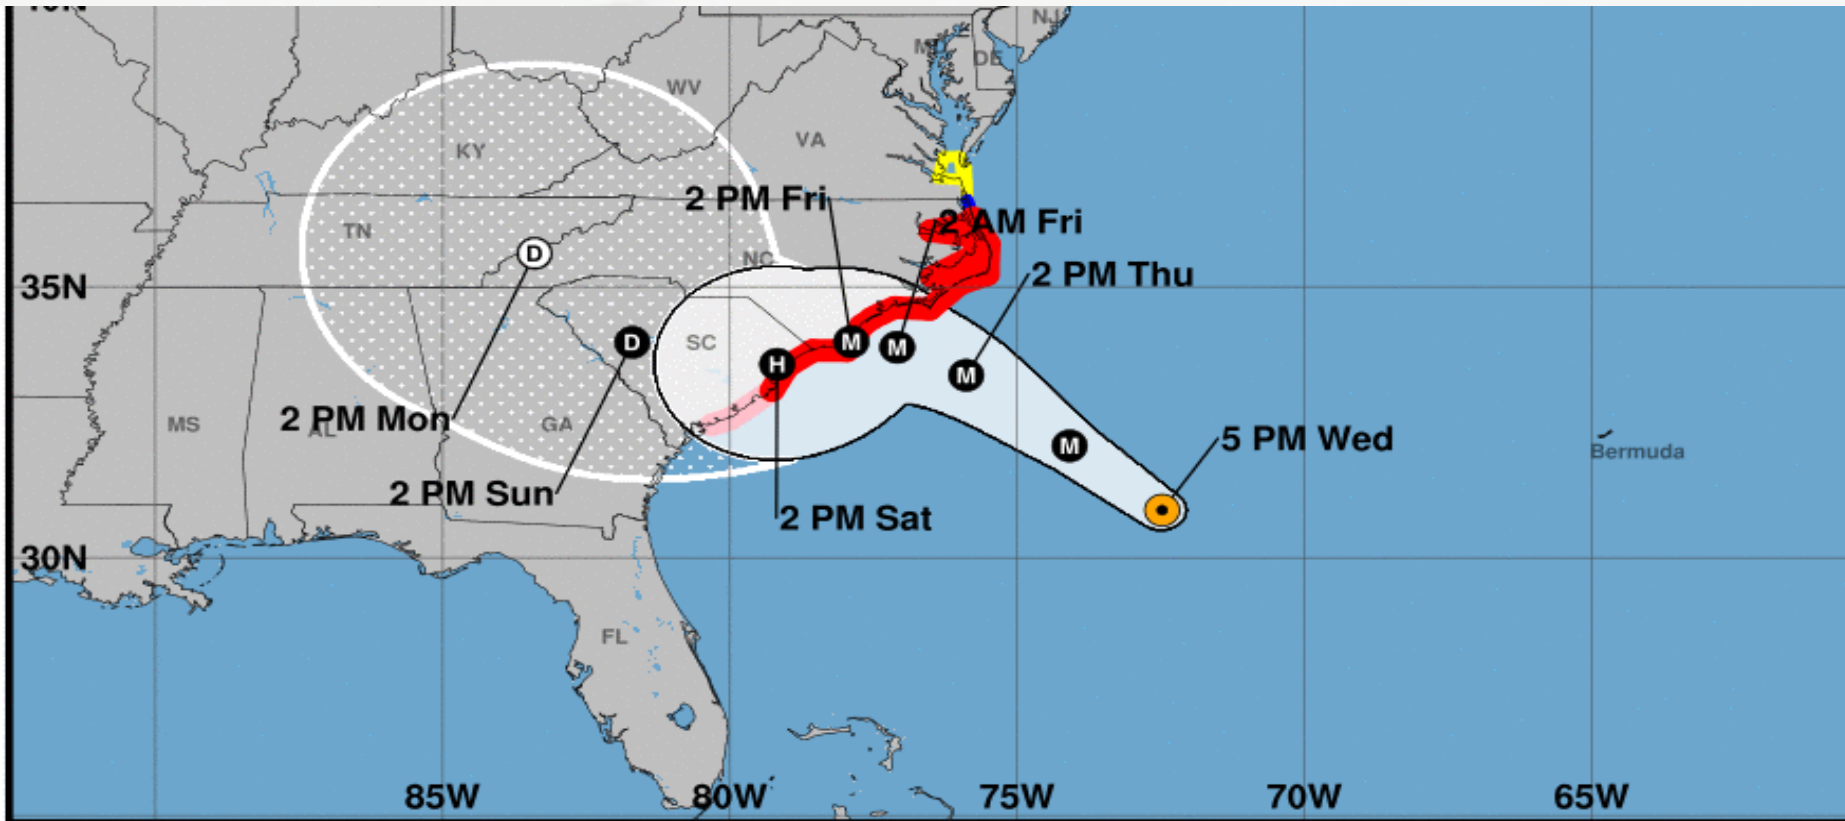 40N
NJ
MD
DE
WV
VA
KY
2 PM Fri
2 AM Fri
TN
D
NC
2 PM Thu
35N
D
SC
M
M
H
M
2 PM Mon
MS
AL
GA
M
5 PM Wed
Bermuda
2 PM Sun
2 PM Sat
30N
FL
85W
80W
75W
70W
65W